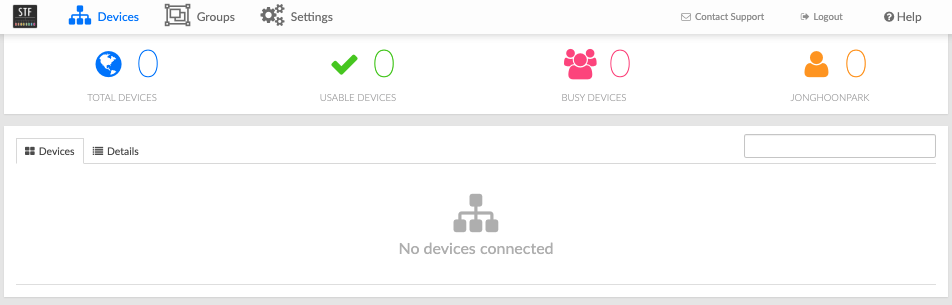 STF Devices Groups Settings Contact Support Logout Help
0 0 0 0
TOTAL DEVICES USABLE DEVICES BUSY DEVICES JONGHOONPARK
Devices Details
No devices connected